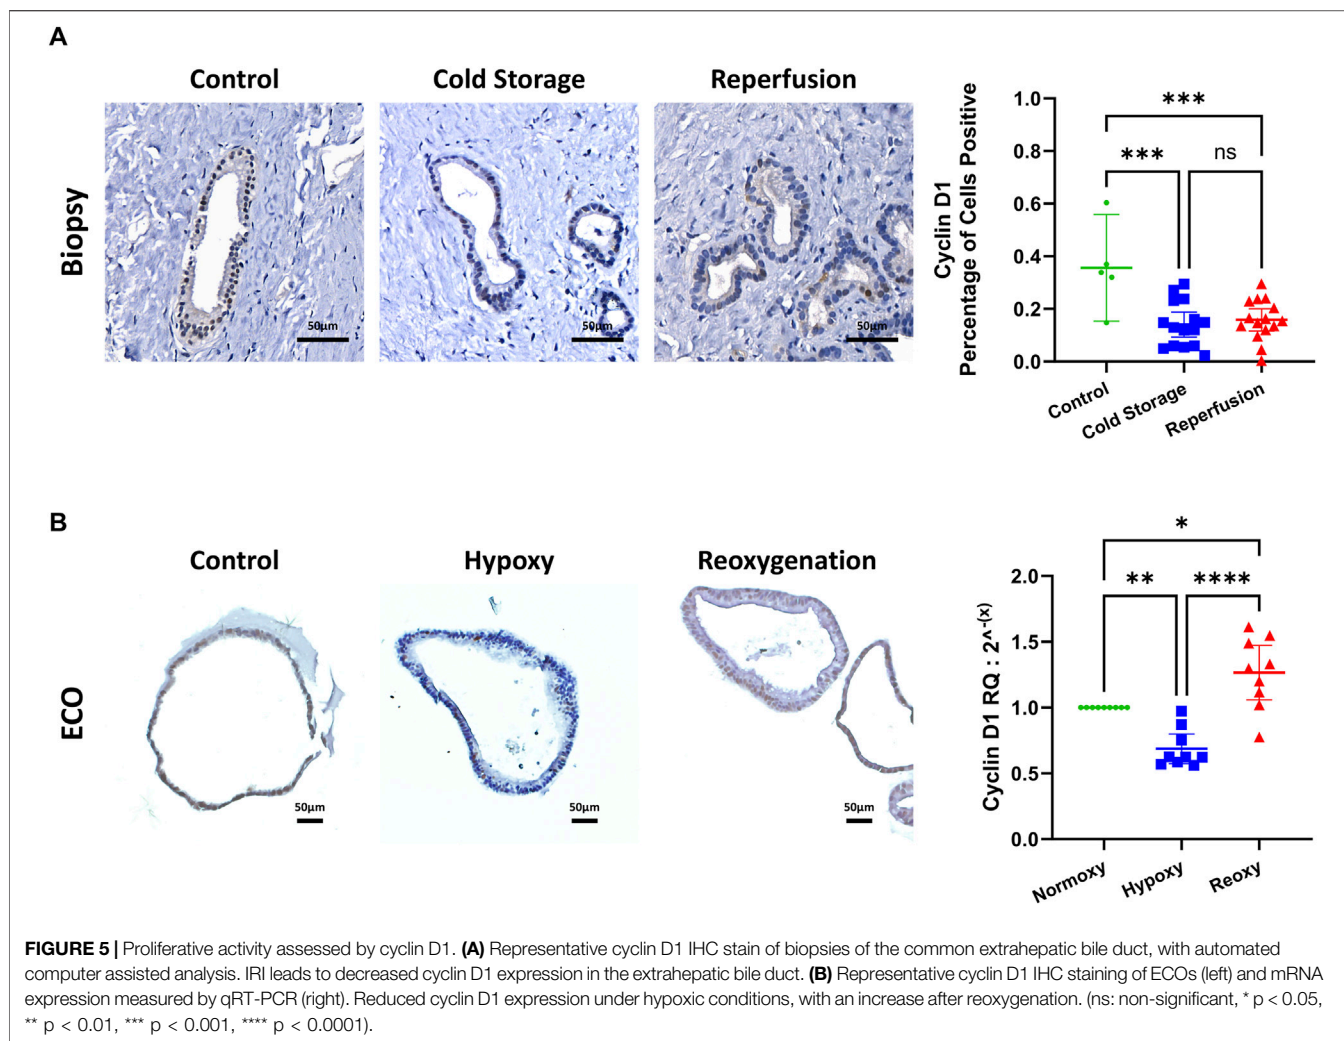 A
Control
Cold Storage
Reperfusion
Biopsy
50μm
50μm
50μm
Cyclin D1
Percentage of Cells Positive
1.0
0.8
0.6
0.4
0.2
0.0
***
***
ns
Control
Cold Storage
Reperfusion
B
Control
Hypoxy
Reoxygenation
ECO
50μm
50μm
50μm
Cyclin D1 RQ : 2^-(x)
2.0
1.5
1.0
0.5
0.0
*
**
****
Normoxy
Hypoxy
Reoxy
FIGURE 5 | Proliferative activity assessed by cyclin D1. (A) Representative cyclin D1 IHC stain of biopsies of the common extrahepatic bile duct, with automated
computer assisted analysis. IRI leads to decreased cyclin D1 expression in the extrahepatic bile duct. (B) Representative cyclin D1 IHC staining of ECOs (left) and mRNA
expression measured by qRT-PCR (right). Reduced cyclin D1 expression under hypoxic conditions, with an increase after reoxygenation. (ns: non-significant, * p < 0.05,
** p < 0.01, *** p < 0.001, **** p < 0.0001).